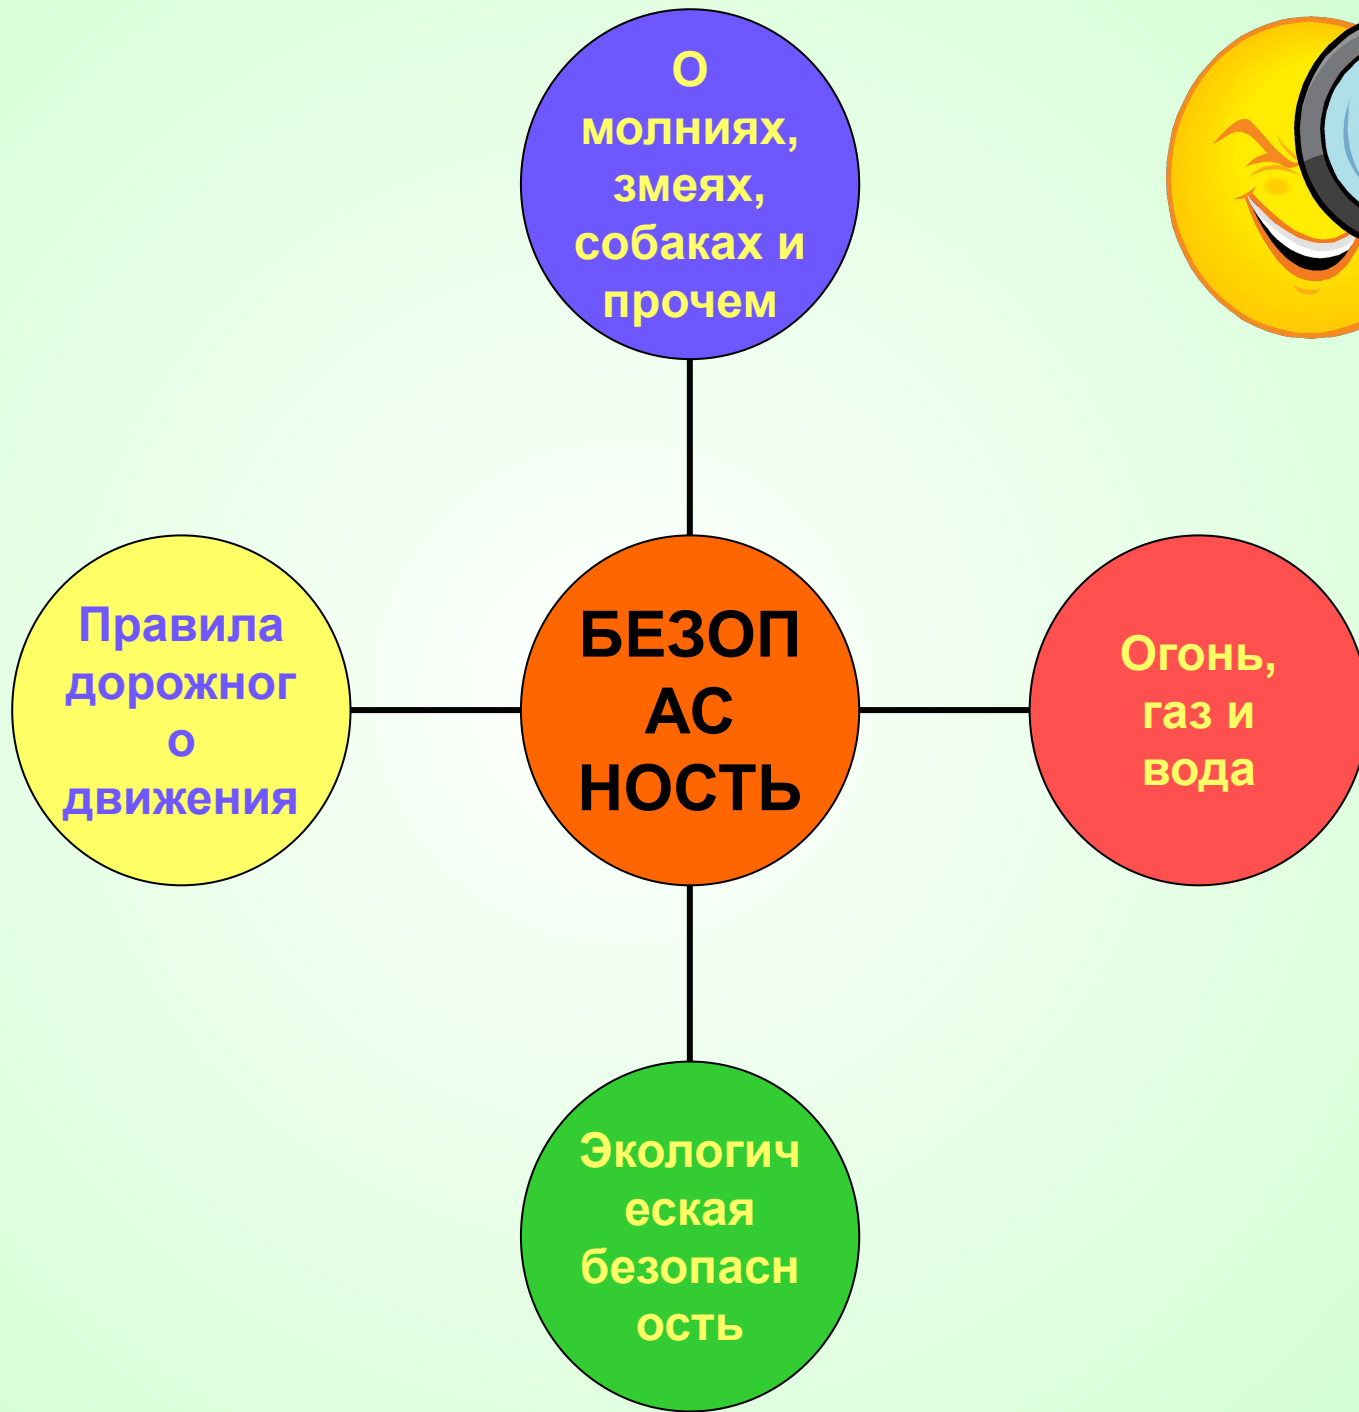 О
молниях,
змеях,
собаках и
прочем
Правила
дорожног
о
движения
БЕЗОП
АС
НОСТЬ
Огонь,
газ и
вода
Экологич
еская
безопасн
ость